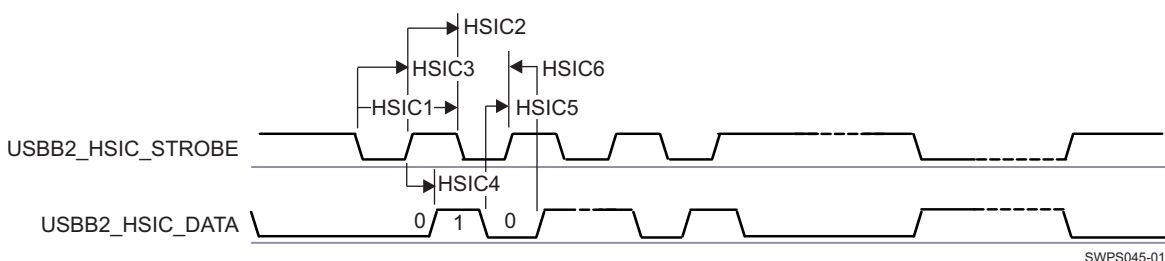 HSIC2
HSIC3
HSIC6
HSIC1
HSIC5
USBB2_HSIC_STROBE
HSIC4
USBB2_HSIC_DATA
0 1 0
SWPS045-01